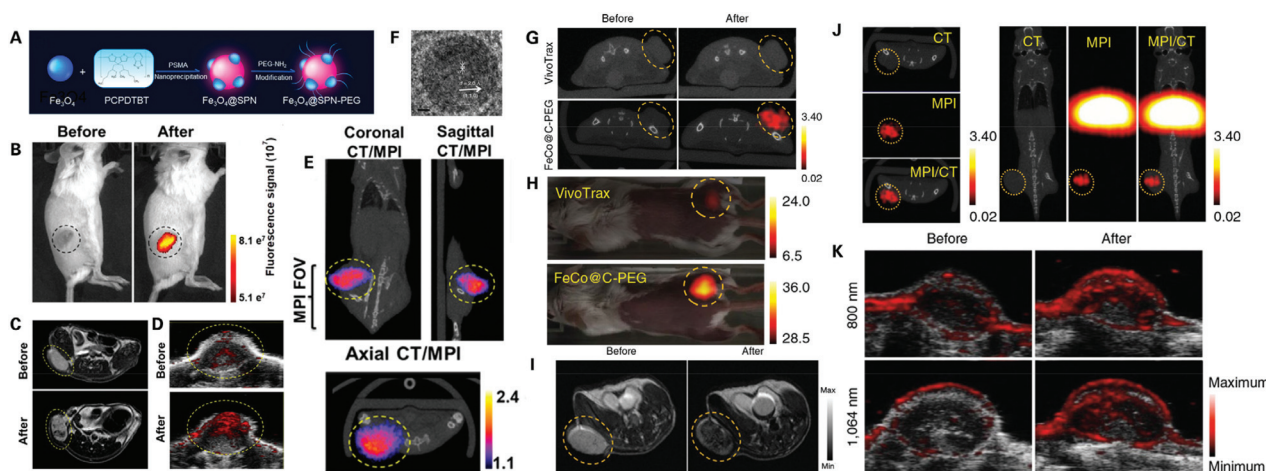 A
Fe₃O₄
+
PCPDTBT
PSMA
Nanoprecipitation
Fe₃O₄@SPN
PEG-NH₂
Modification
Fe₃O₄@SPN-PEG
B
Before
After
Fluorescence signal (10⁷)
8.1 e⁷
5.1 e⁷
C
Before
After
D
Before
After
E
Coronal CT/MPI
Sagittal CT/MPI
MPI FOV
Axial CT/MPI
2.4
1.1
F
G
Before
After
VivoTrax
FeCo@C-PEG
3.40
0.02
H
VivoTrax
24.0
6.5
FeCo@C-PEG
36.0
28.5
I
Before
After
Max
Min
J
CT
MPI
MPI/CT
3.40
0.02
CT
MPI
MPI/CT
3.40
0.02
K
Before
After
800 nm
1,064 nm
Maximum
Minimum